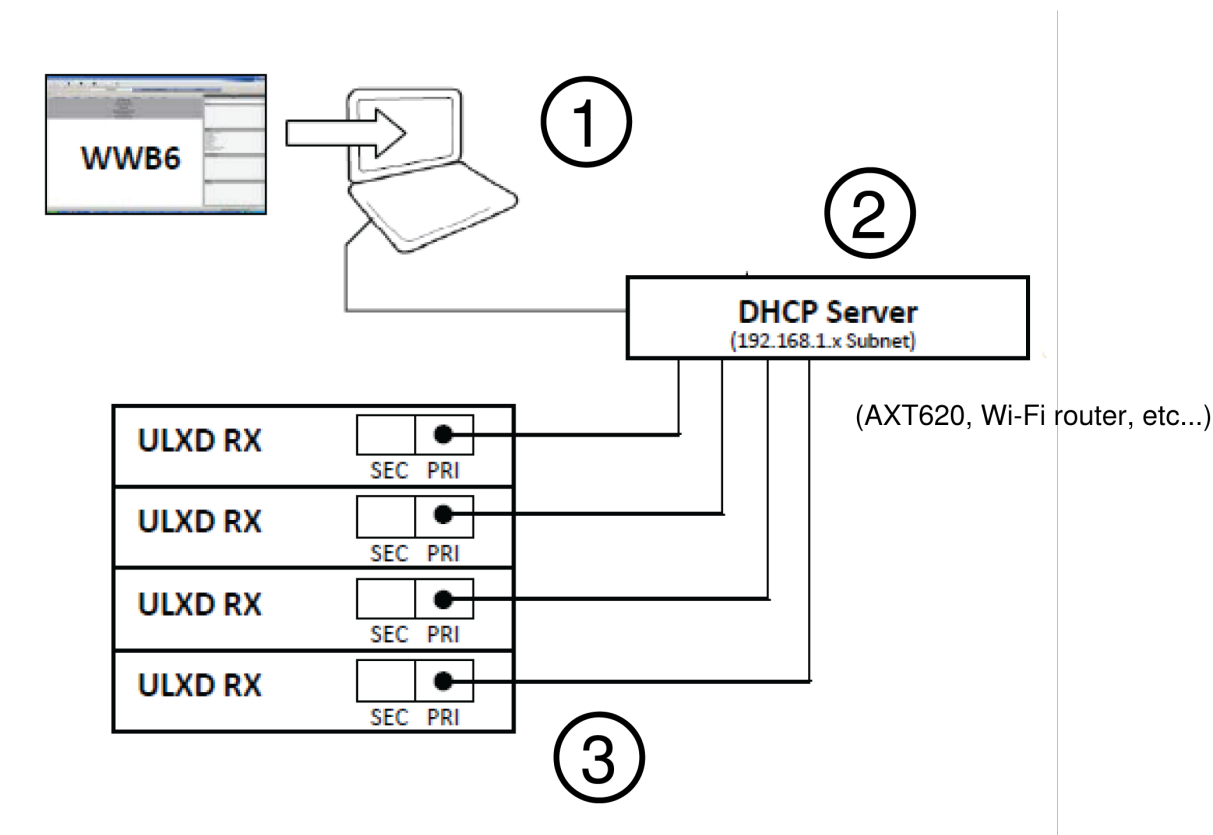 WWB6
1
2
DHCP Server
(192.168.1.x Subnet)
(AXT620, Wi-Fi router, etc...)
ULXD RX
SEC PRI
ULXD RX
SEC PRI
ULXD RX
SEC PRI
ULXD RX
SEC PRI
3